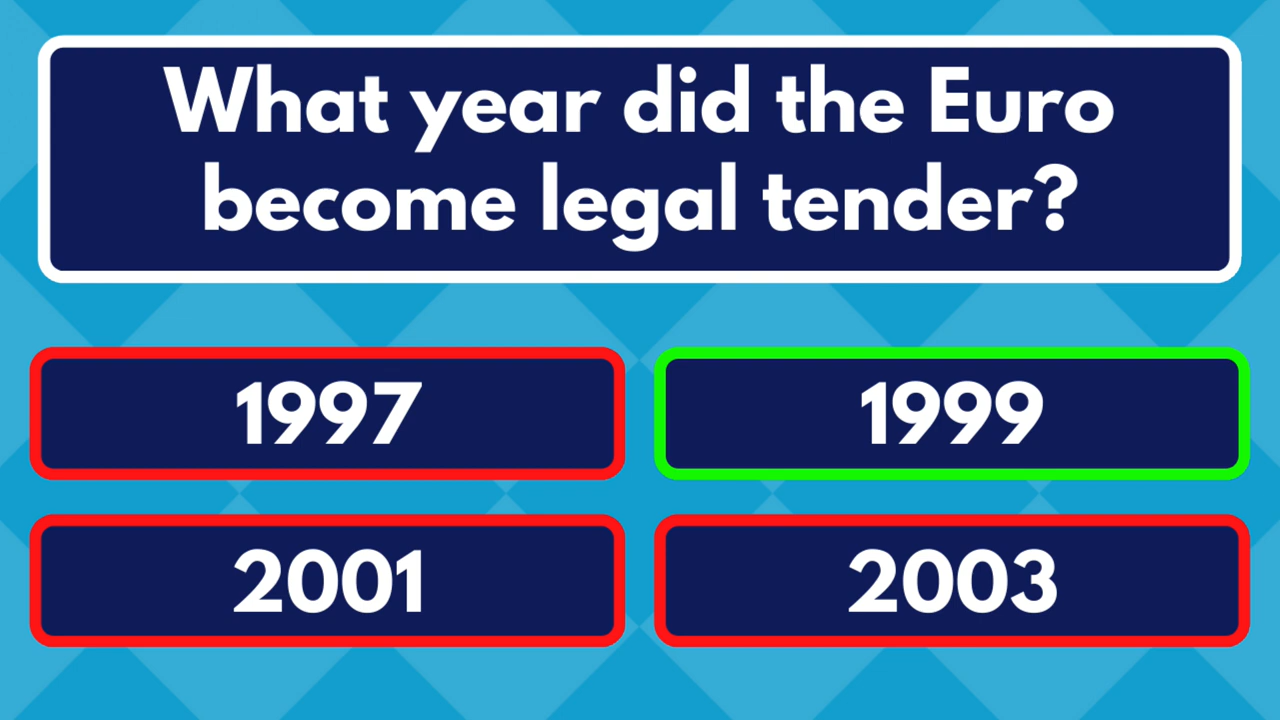 What year did the Euro
become legal tender?
1997
1999
2001
2003